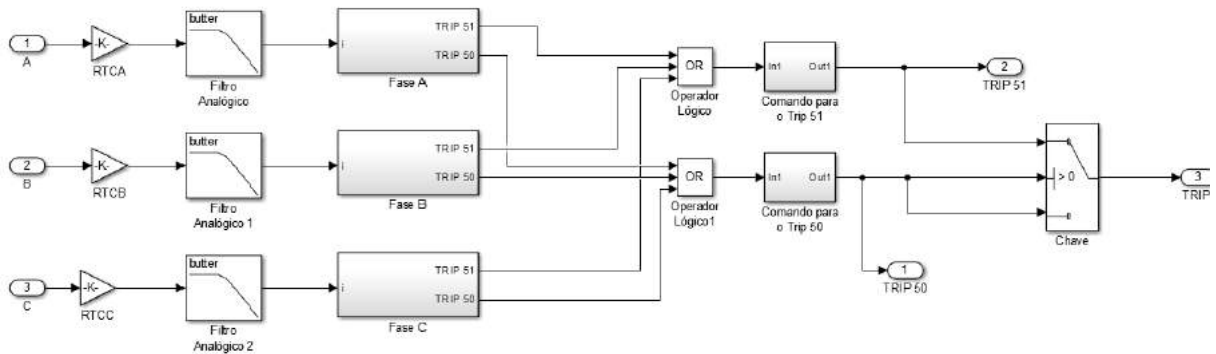 1
A
-K-
RTCA
butter
Filtro
Analógico
i
TRIP 51
TRIP 50
Fase A
OR
Operador
Lógico
In1
Out1
Comando para
o Trip 51
2
TRIP 51
2
B
-K-
RTCB
butter
Filtro
Analógico 1
i
TRIP 51
TRIP 50
Fase B
OR
Operador
Lógico1
In1
Out1
Comando para
o Trip 50
> 0
Chave
3
TRIP
1
TRIP 50
3
C
-K-
RTCC
butter
Filtro
Analógico 2
i
TRIP 51
TRIP 50
Fase C